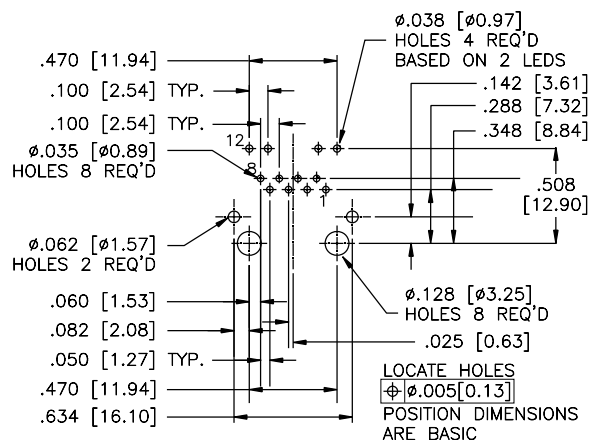 ø.038 [ø0.97]
HOLES 4 REQ'D
BASED ON 2 LEDS
.470 [11.94]
.142 [3.61]
.100 [2.54] TYP.
.288 [7.32]
.100 [2.54] TYP.
.348 [8.84]
12
ø.035 [ø0.89]
HOLES 8 REQ'D
8
.508
[12.90]
1
ø.062 [ø1.57]
HOLES 2 REQ'D
ø.128 [ø3.25]
HOLES 8 REQ'D
.060 [1.53]
.082 [2.08]
.025 [0.63]
.050 [1.27] TYP.
LOCATE HOLES
.470 [11.94]
⌖ ø.005[0.13]
.634 [16.10]
POSITION DIMENSIONS
ARE BASIC